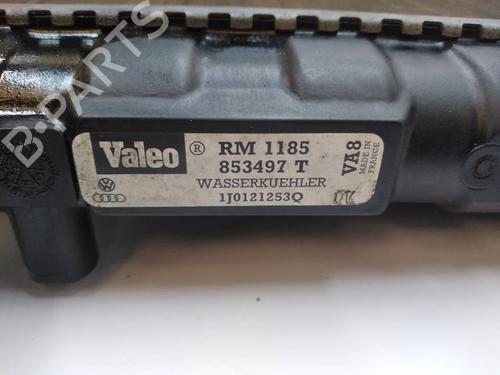 B-PARTS
Valeo ® RM 1185
853497 T
WASSERKUEHLER
1J0121253Q
VA8
MADE IN
FRANCE